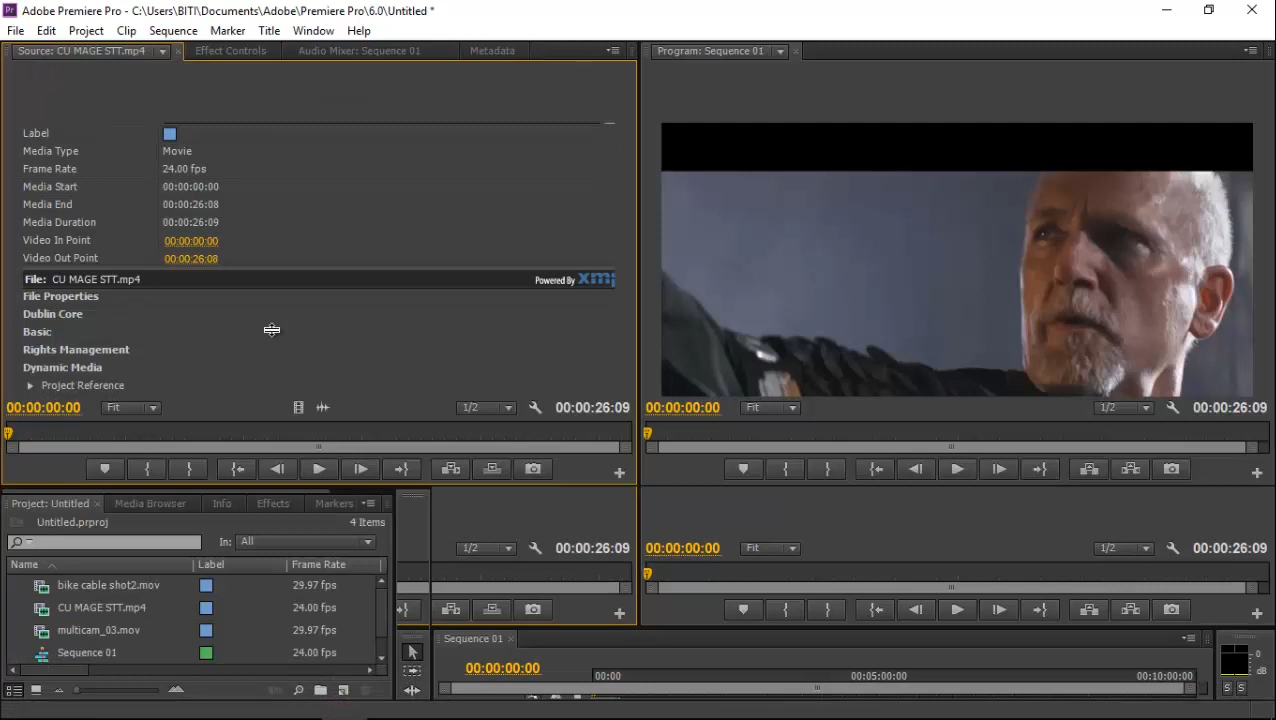 Pr Adobe Premiere Pro - C:\Users\BITI\Documents\Adobe\Premiere Pro\6.0\Untitled *
File Edit Project Clip Sequence Marker Title Window Help
Source: CU MAGE STT.mp4 Effect Controls Audio Mixer: Sequence 01 Metadata Program: Sequence 01
Label
Media Type Movie
Frame Rate 24.00 fps
Media Start 00:00:00:00
Media End 00:00:26:08
Media Duration 00:00:26:09
Video In Point 00:00:00:00
Video Out Point 00:00:26:08
File: CU MAGE STT.mp4 Powered By xmp
File Properties
Dublin Core
Basic
Rights Management
Dynamic Media
Project Reference
00:00:00:00 Fit 1/2 00:00:26:09 00:00:00:00 Fit 1/2 00:00:26:09
Project: Untitled Media Browser Info Effects Markers
Untitled.prproj 4 Items
In: All
1/2 00:00:26:09 00:00:00:00 Fit 1/2 00:00:26:09
Name Label Frame Rate
bike cable shot2.mov 29.97 fps
CU MAGE STT.mp4 24.00 fps
multicam_03.mov 29.97 fps
Sequence 01 24.00 fps
Sequence 01
00:00:00:00
00:00 00:05:00:00 00:10:00:00
0
dB
S S